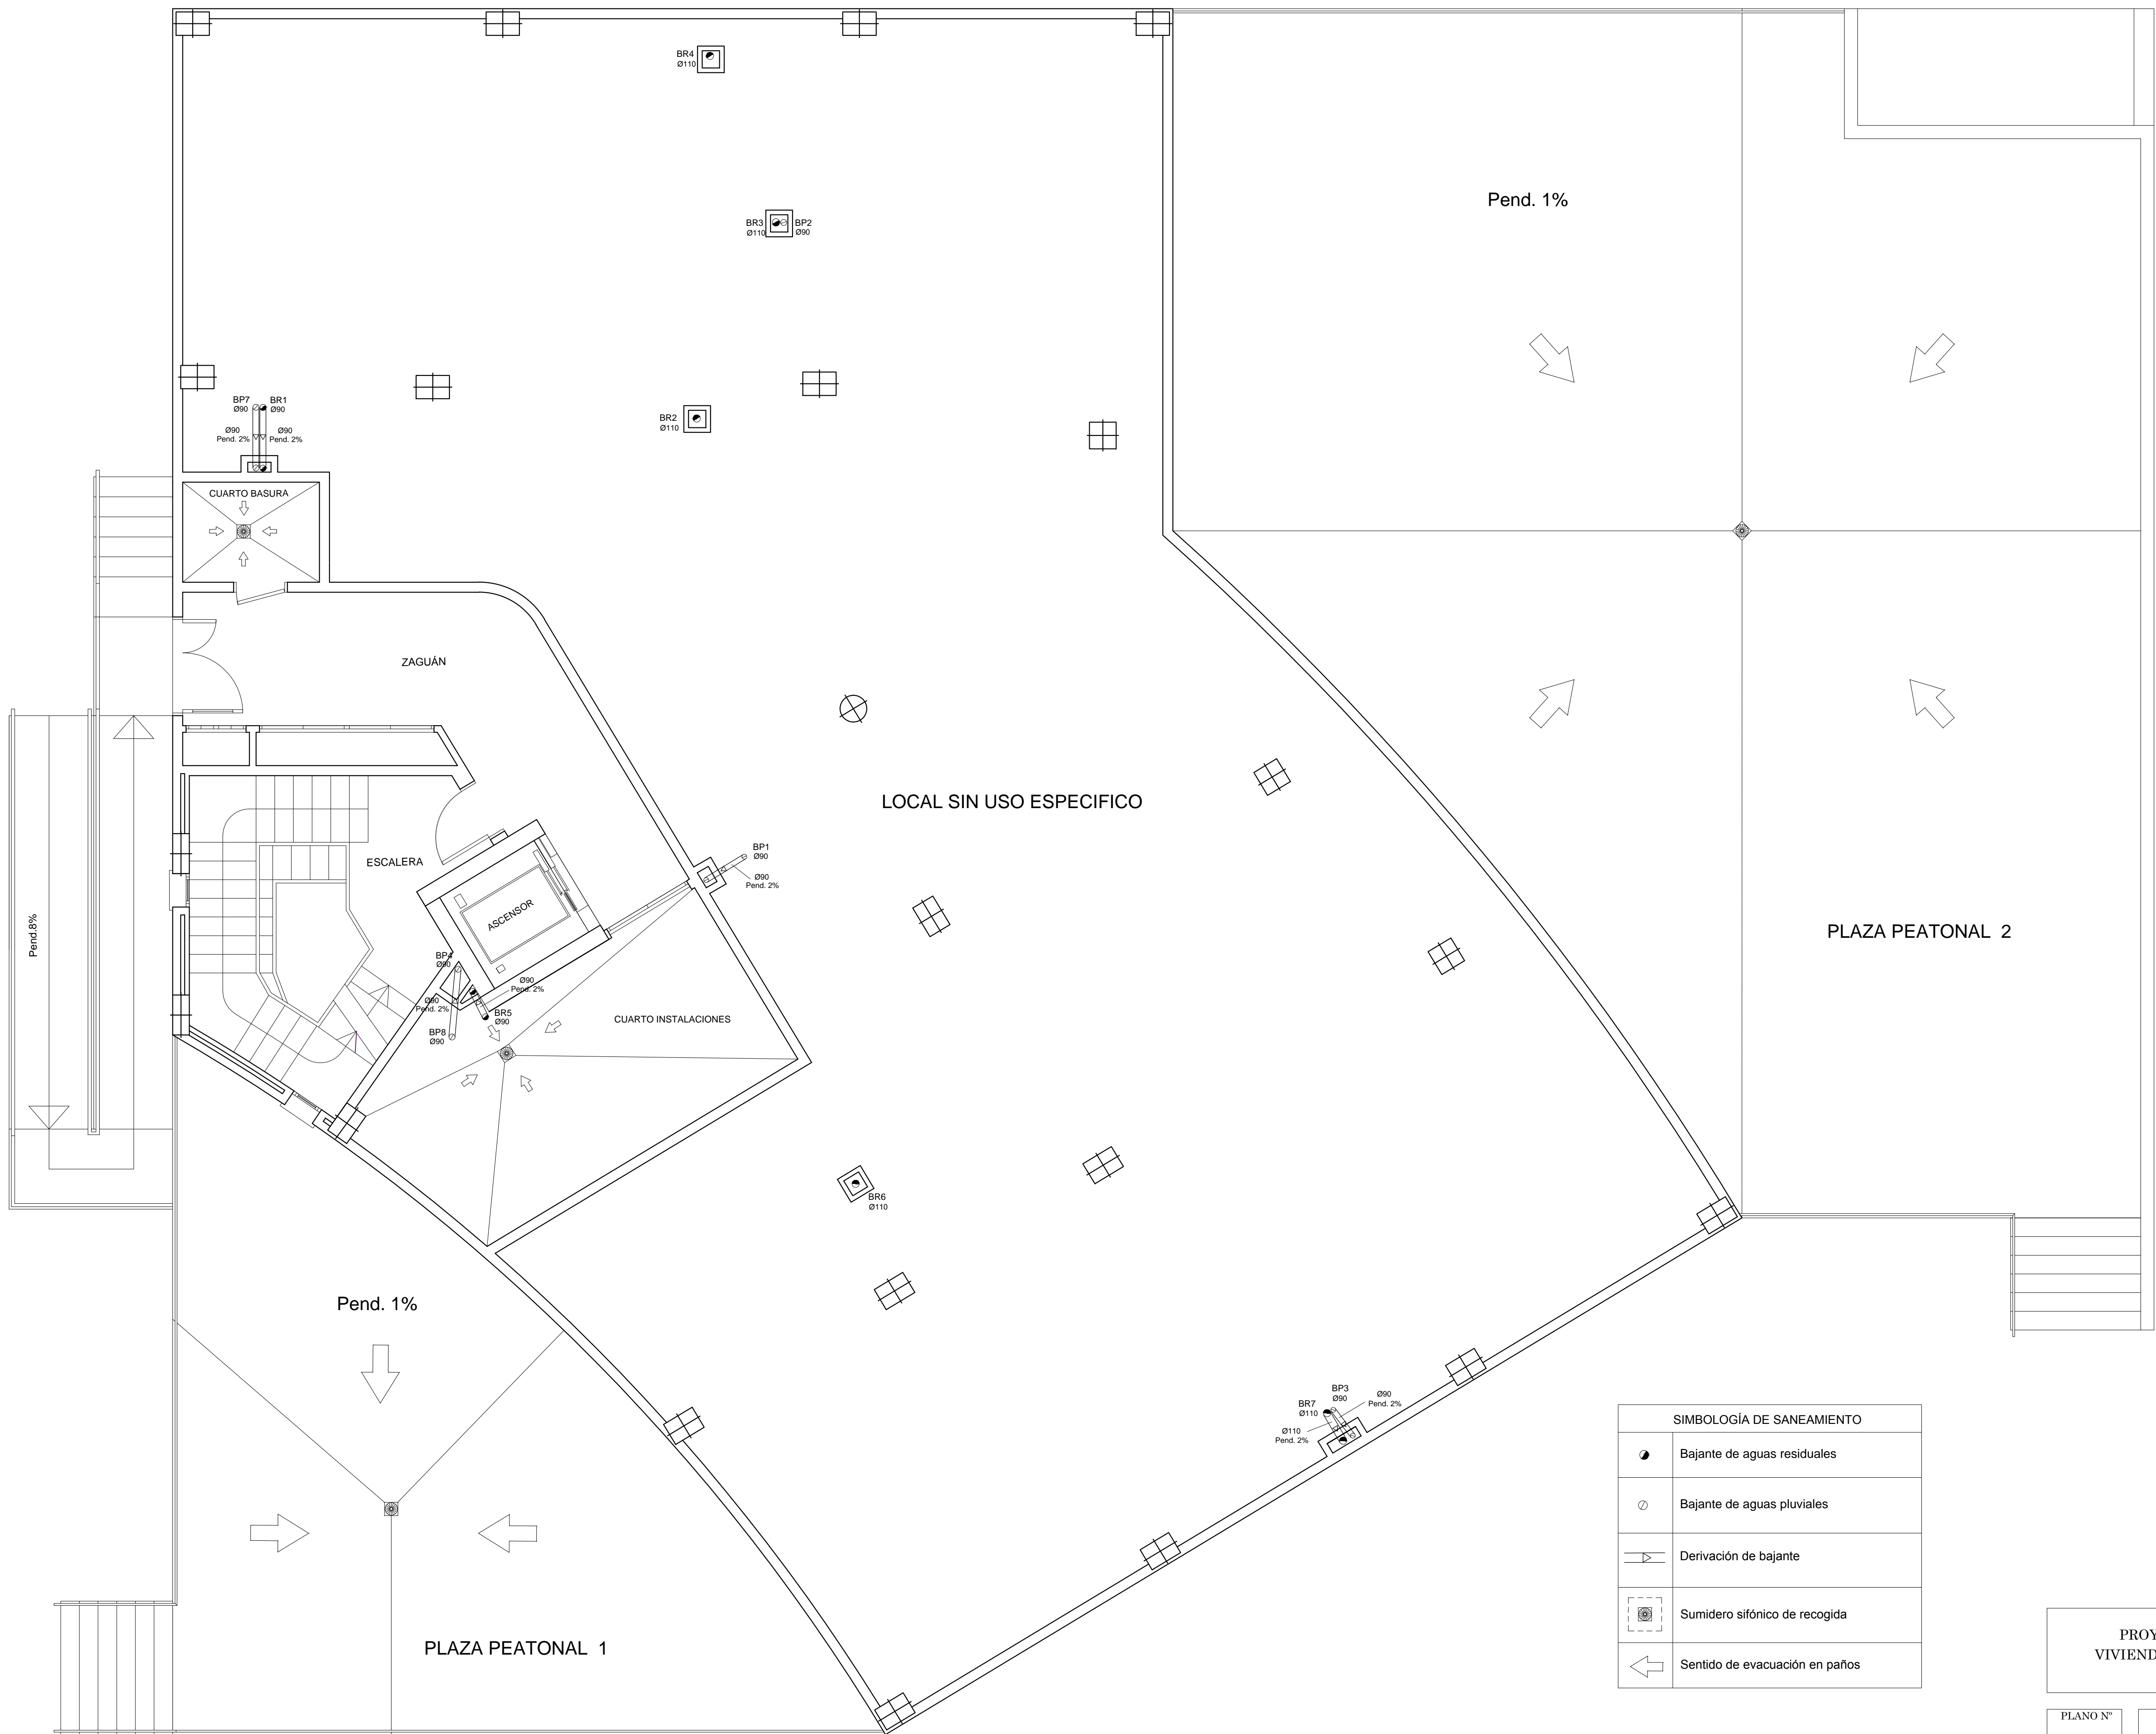 BR4
Ø110
Pend. 1%
BR3
Ø110
BP2
Ø90
BP7
Ø90
BR1
Ø90
Ø90
Pend. 2%
Ø90
Pend. 2%
BR2
Ø110
CUARTO BASURA
ZAGUÁN
LOCAL SIN USO ESPECIFICO
BP1
Ø90
Ø90
Pend. 2%
ESCALERA
ASCENSOR
Pend.8%
PLAZA PEATONAL 2
BP4
Ø90
Ø90
Pend. 2%
Ø90
Pend. 2%
BR5
Ø90
BP8
Ø90
CUARTO INSTALACIONES
BR6
Ø110
Pend. 1%
BP3
Ø90
BR7
Ø110
Ø90
Pend. 2%
Ø110
Pend. 2%
SIMBOLOGÍA DE SANEAMIENTO
Bajante de aguas residuales
Bajante de aguas pluviales
Derivación de bajante
Sumidero sifónico de recogida
Sentido de evacuación en paños
PLAZA PEATONAL 1
PROY
VIVIEND
PLANO Nº